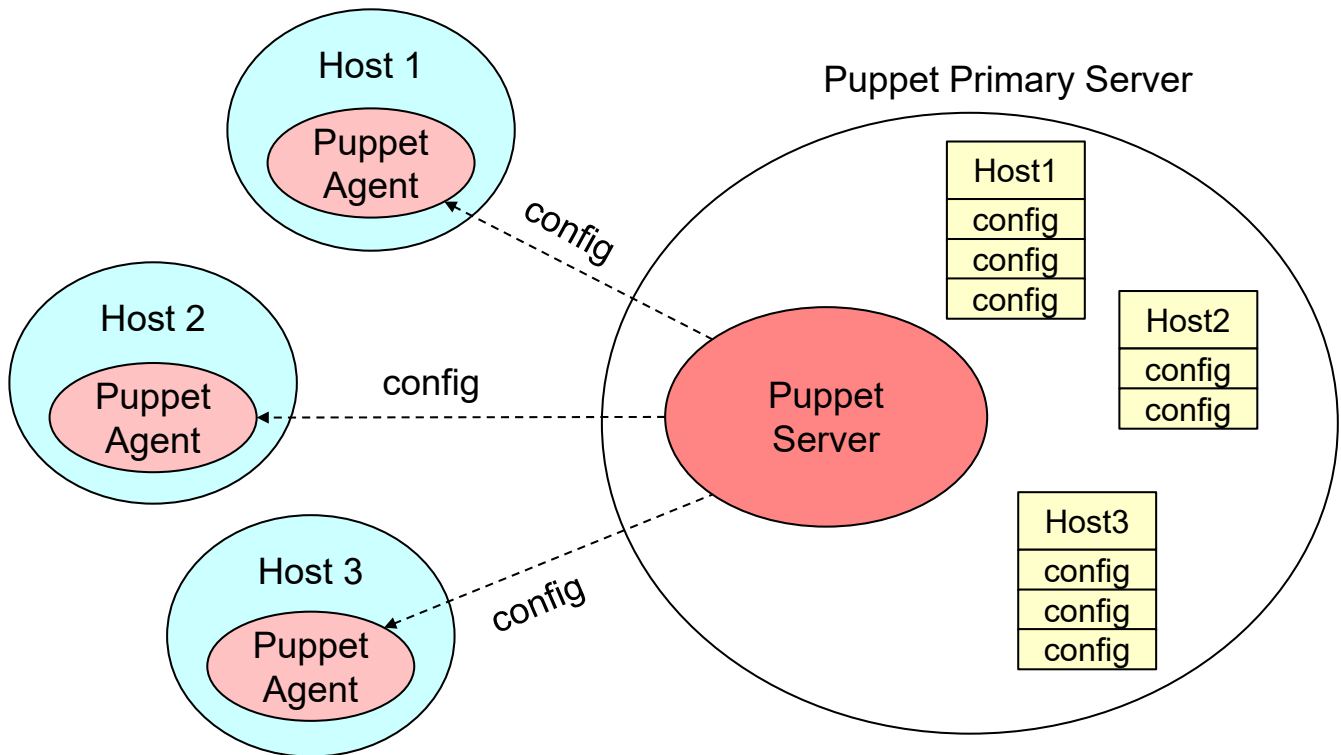 Host 1
Puppet
Agent
config
Host 2
Puppet
Agent
config
Host 3
Puppet
Agent
config
Puppet Primary Server
Puppet
Server
Host1
config
config
config
Host2
config
config
Host3
config
config
config